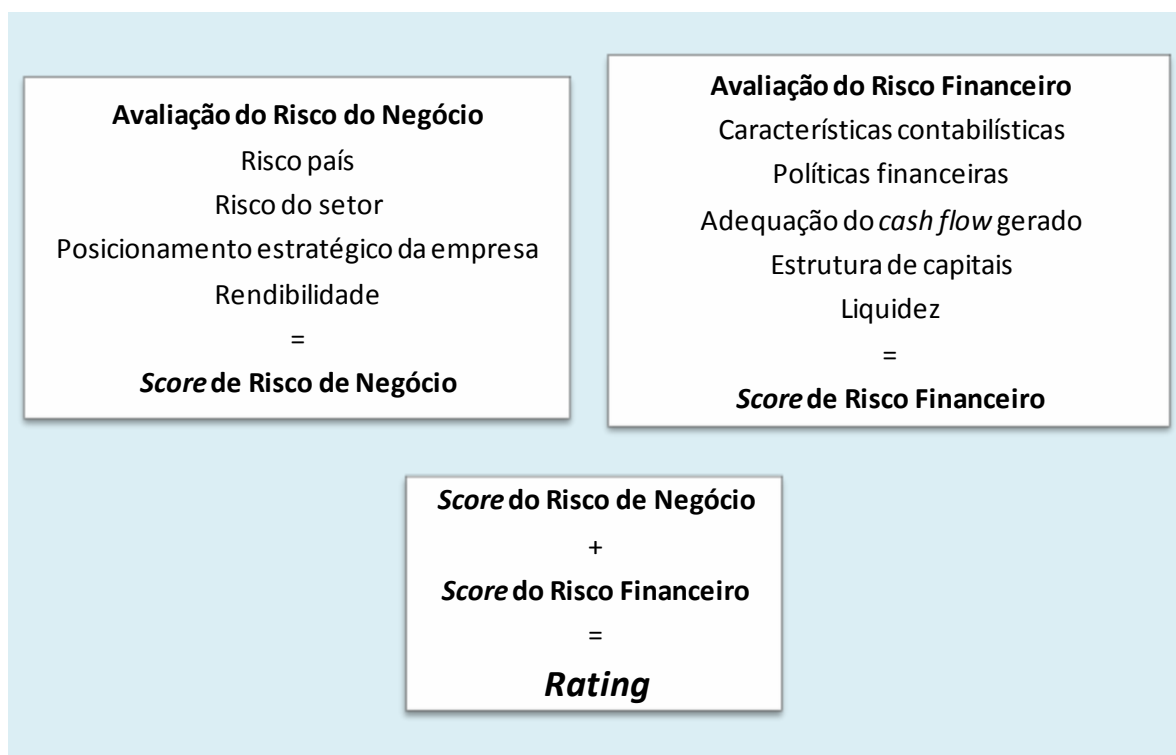 Avaliação do Risco do Negócio
Risco país
Risco do setor
Posicionamento estratégico da empresa
Rendibilidade
=
Score de Risco de Negócio
Avaliação do Risco Financeiro
Características contabilísticas
Políticas financeiras
Adequação do cash flow gerado
Estrutura de capitais
Liquidez
=
Score de Risco Financeiro
Score do Risco de Negócio
+
Score do Risco Financeiro
=
Rating